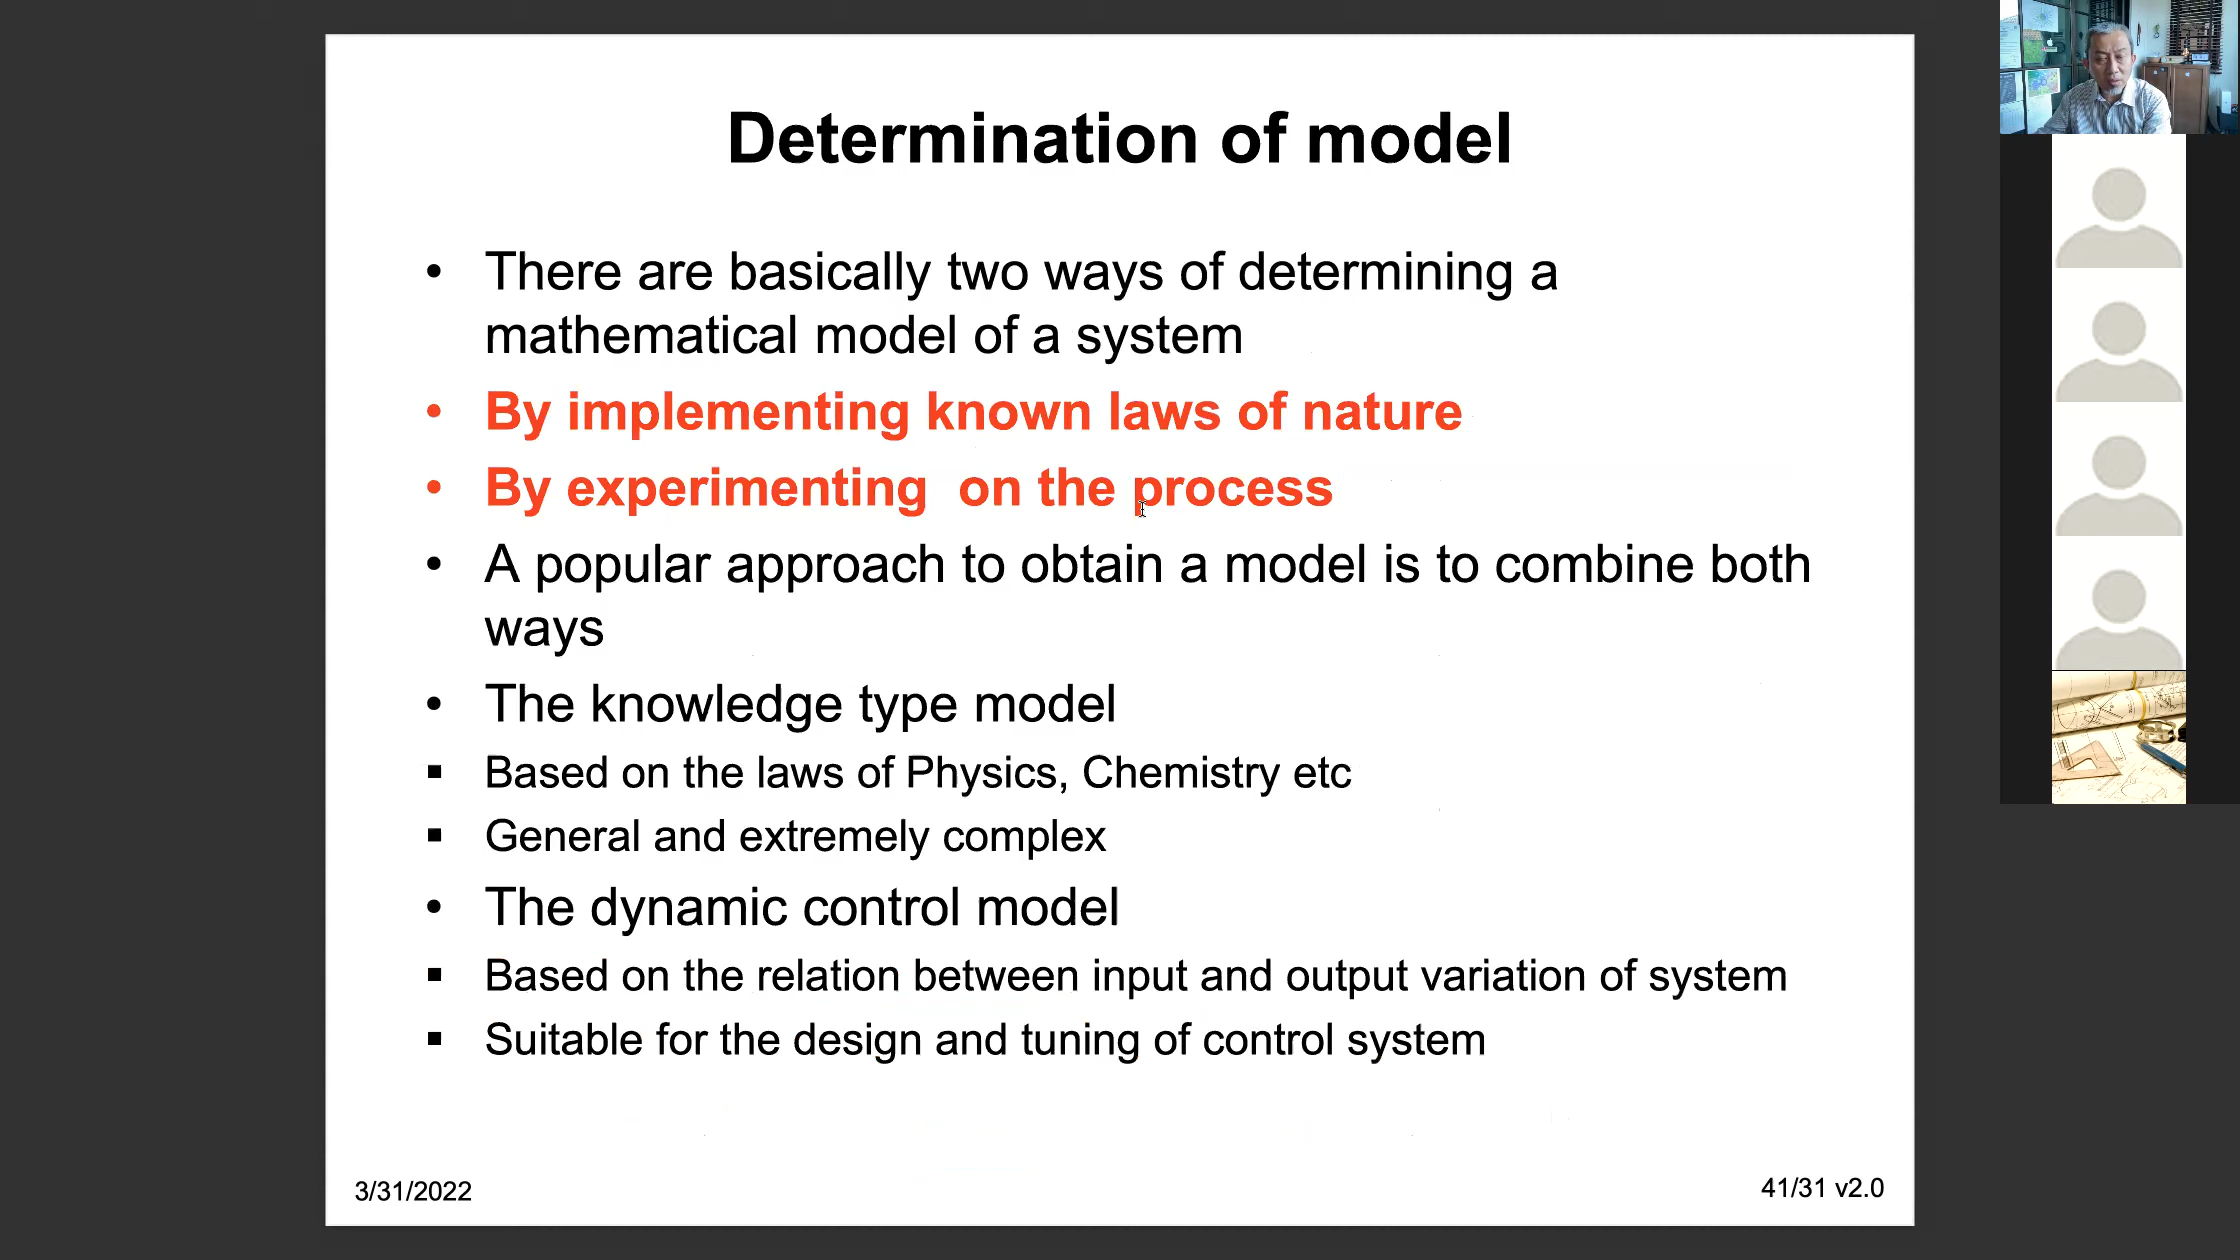 Determination of model
• There are basically two ways of determining a
mathematical model of a system
• By implementing known laws of nature
• By experimenting  on the process
• A popular approach to obtain a model is to combine both
ways
• The knowledge type model
▪ Based on the laws of Physics, Chemistry etc
▪ General and extremely complex
• The dynamic control model
▪ Based on the relation between input and output variation of system
▪ Suitable for the design and tuning of control system
3/31/2022
41/31 v2.0